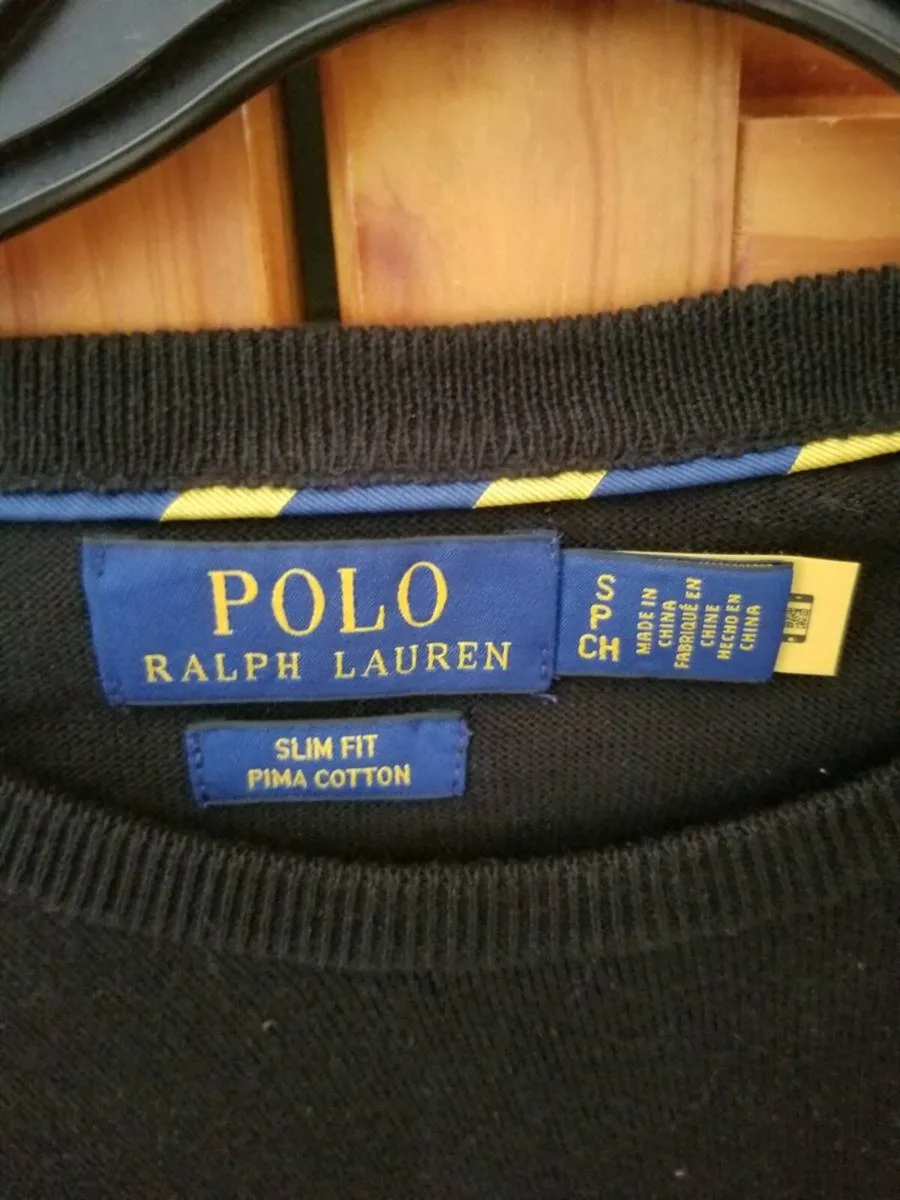 POLO
RALPH LAUREN
S
P
CH
MADE IN
CHINA
FABRIQUÉ EN
CHINE
HECHO EN
CHINA
SLIM FIT
PIMA COTTON